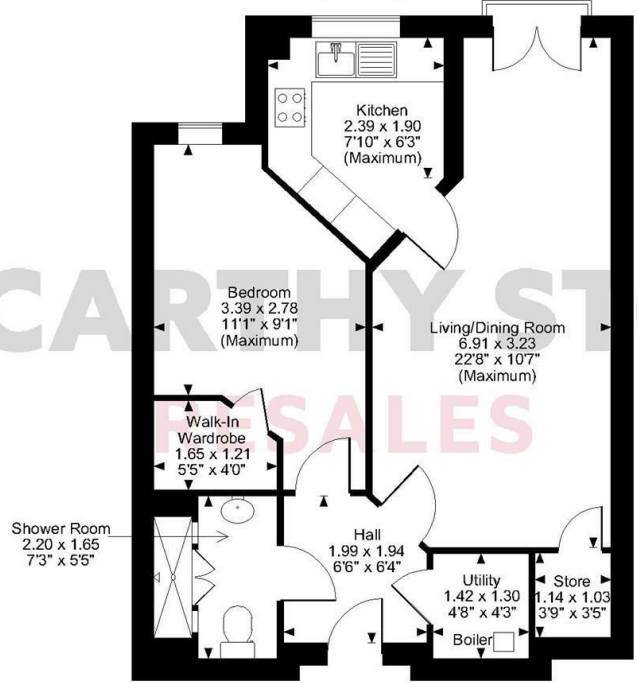 Kitchen
2.39 x 1.90
7'10" x 6'3"
(Maximum)
Bedroom
3.39 x 2.78
11'1" x 9'1"
(Maximum)
Living/Dining Room
6.91 x 3.23
22'8" x 10'7"
(Maximum)
CARTHY ST
RESALES
Walk-In
Wardrobe
1.65 x 1.21
5'5" x 4'0"
Shower Room
2.20 x 1.65
7'3" x 5'5"
Hall
1.99 x 1.94
6'6" x 6'4"
Utility
1.42 x 1.30
4'8" x 4'3"
Boiler
Store
1.14 x 1.03
3'9" x 3'5"